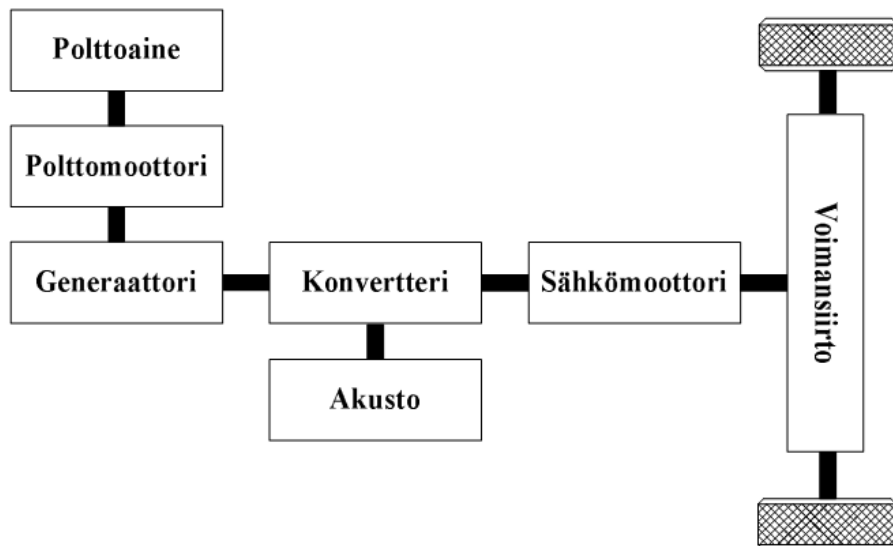 Polttoaine
Polttomoottori
Generaattori
Konvertteri
Sähkömoottori
Voimansiirto
Akusto